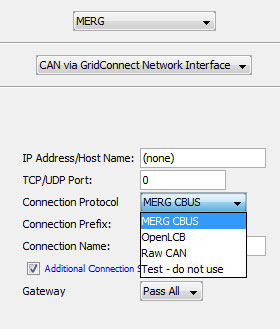 MERG
CAN via GridConnect Network Interface
IP Address/Host Name: (none)
TCP/UDP Port: 0
Connection Protocol MERG CBUS
Connection Prefix: MERG CBUS
OpenLCB
Connection Name: Raw CAN
Additional Connection S Test - do not use
Gateway Pass All